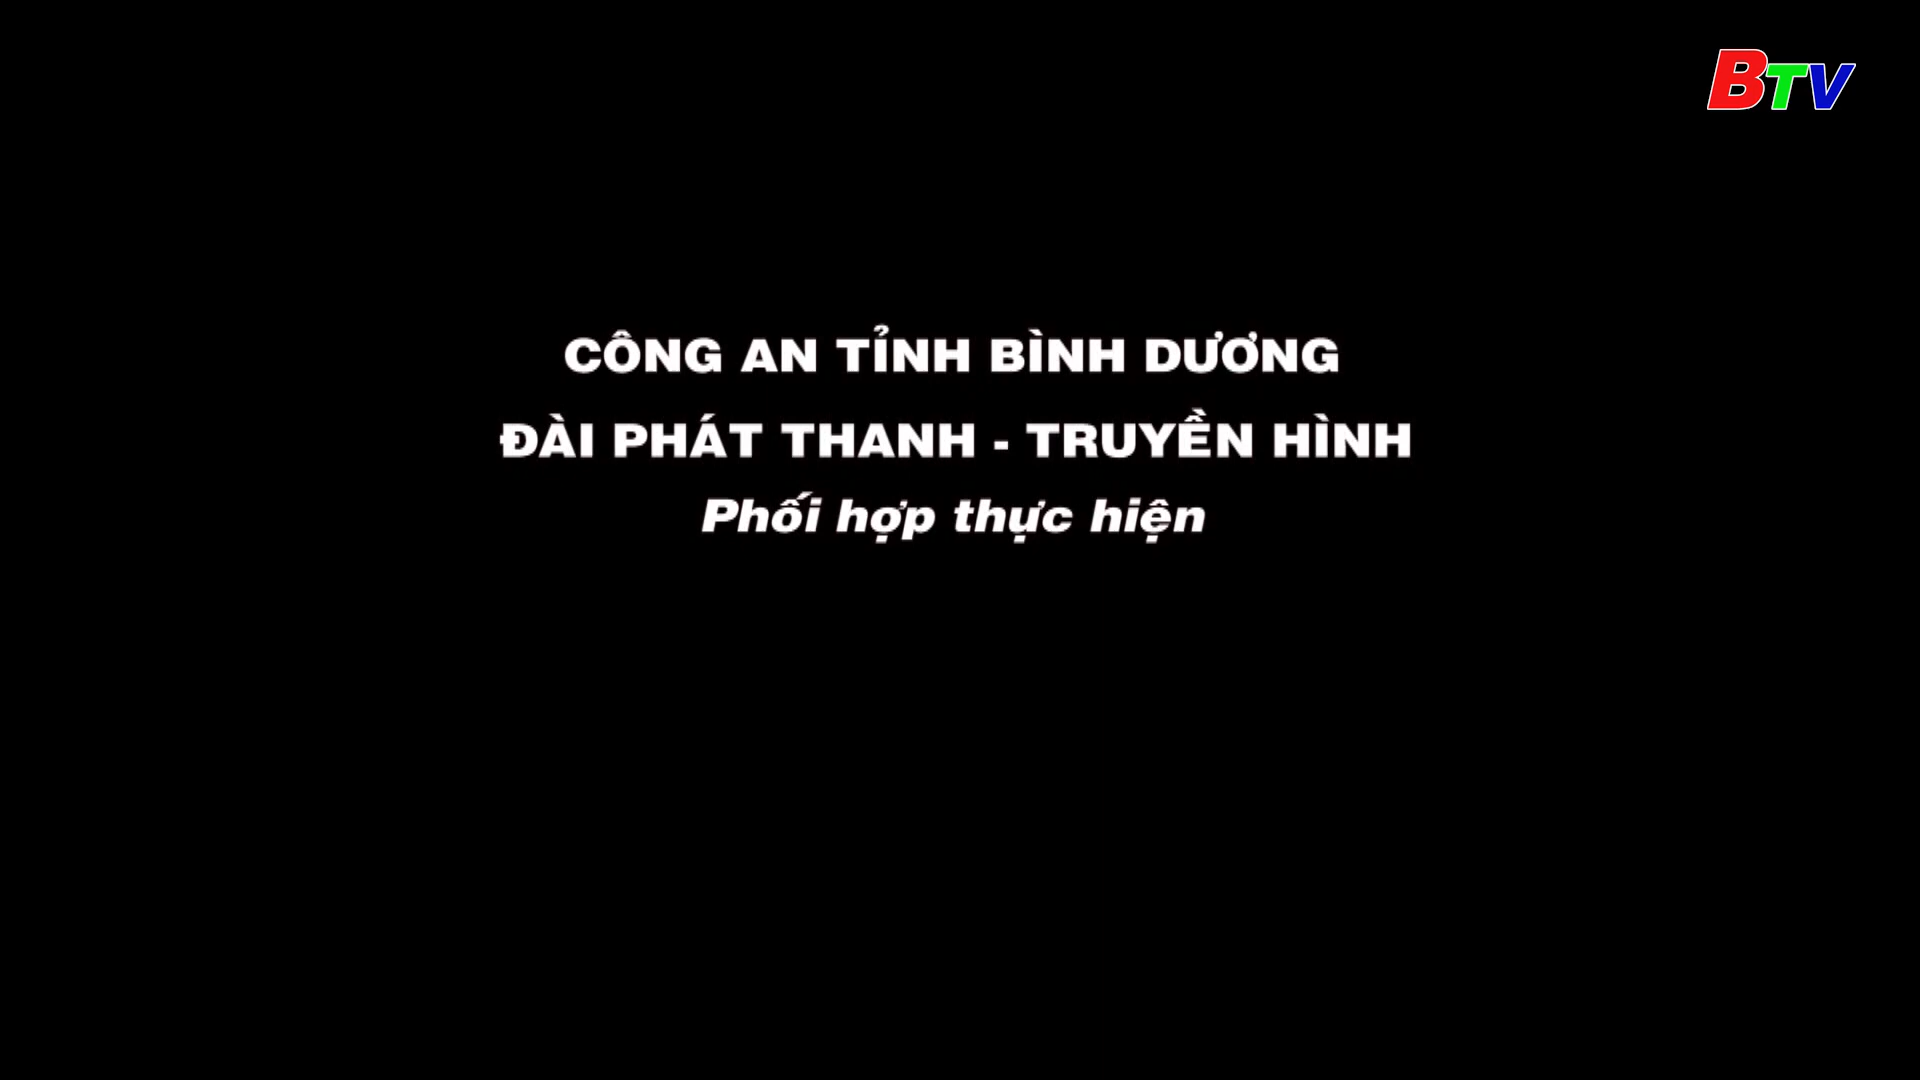 BTV
CÔNG AN TỈNH BÌNH DƯƠNG
ĐÀI PHÁT THANH - TRUYỀN HÌNH
Phối hợp thực hiện